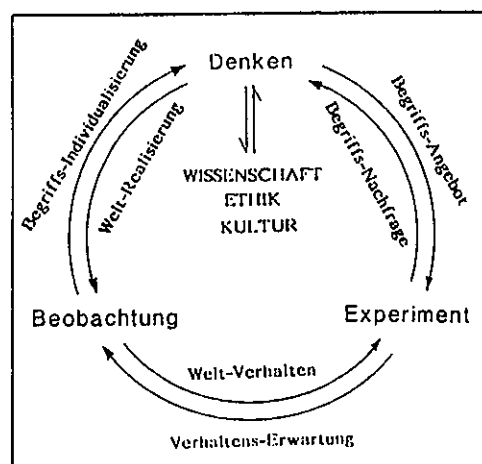 Denken
Begriffs-Individualisierung
Welt-Realisierung
Begriffs-Nachfrage
Begriffs-Angebot
WISSENSCHAFT
ETHIK
KULTUR
Beobachtung
Experiment
Welt-Verhalten
Verhaltens-Erwartung